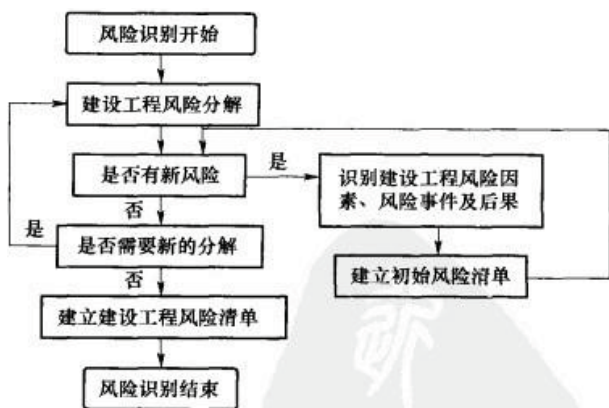 风险识别开始
建设工程风险分解
是否有新风险
是
识别建设工程风险因
素、风险事件及后果
否
是
是否需要新的分解
建立初始风险清单
否
建立建设工程风险清单
风险识别结束